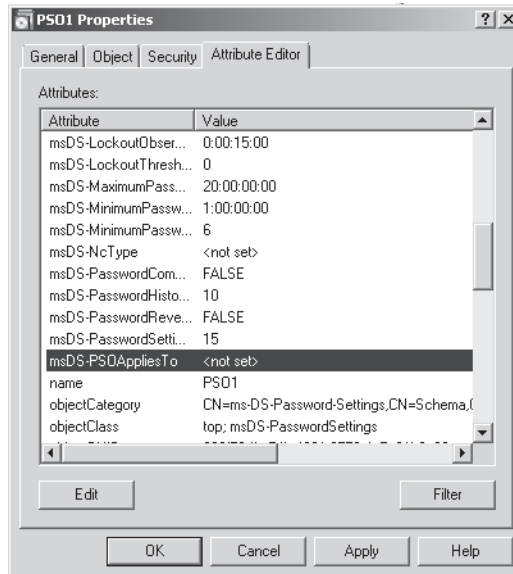 PSO1 Properties
General Object Security Attribute Editor
Attributes:
Attribute Value
msDS-LockoutObser... 0:00:15:00
msDS-LockoutThresh... 0
msDS-MaximumPass... 20:00:00:00
msDS-MinimumPassw... 1:00:00:00
msDS-MinimumPassw... 6
msDS-NcType <not set>
msDS-PasswordCom... FALSE
msDS-PasswordHisto... 10
msDS-PasswordReve... FALSE
msDS-PasswordSetti... 15
msDS-PSOAppliesTo <not set>
name PSO1
objectCategory CN=ms-DS-Password-Settings,CN=Schema,(
objectClass top; msDS-PasswordSettings
Edit Filter
OK Cancel Apply Help